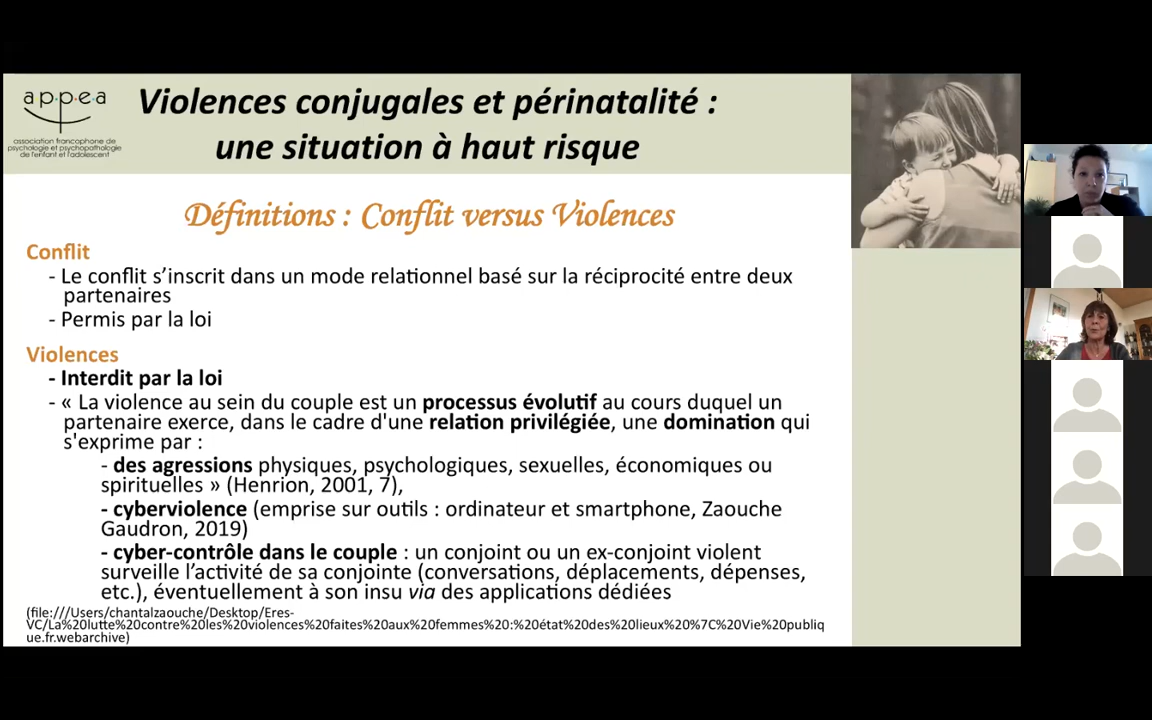 appea
association francophone de
psychologie et psychopathologie
de l'enfant et l'adolescent
Violences conjugales et périnatalité :
une situation à haut risque
Définitions : Conflit versus Violences
Conflit
- Le conflit s’inscrit dans un mode relationnel basé sur la réciprocité entre deux
partenaires
- Permis par la loi
Violences
- Interdit par la loi
- « La violence au sein du couple est un processus évolutif au cours duquel un
partenaire exerce, dans le cadre d'une relation privilégiée, une domination qui
s'exprime par :
- des agressions physiques, psychologiques, sexuelles, économiques ou
spirituelles » (Henrion, 2001, 7),
- cyberviolence (emprise sur outils : ordinateur et smartphone, Zaouche
Gaudron, 2019)
- cyber-contrôle dans le couple : un conjoint ou un ex-conjoint violent
surveille l’activité de sa conjointe (conversations, déplacements, dépenses,
etc.), éventuellement à son insu via des applications dédiées
(file:///Users/chantalzaouche/Desktop/Eres-
VC/La%20lutte%20contre%20les%20violences%20faites%20aux%20femmes%20:%20état%20des%20lieux%20%7C%20Vie%20publiq
ue.fr.webarchive)